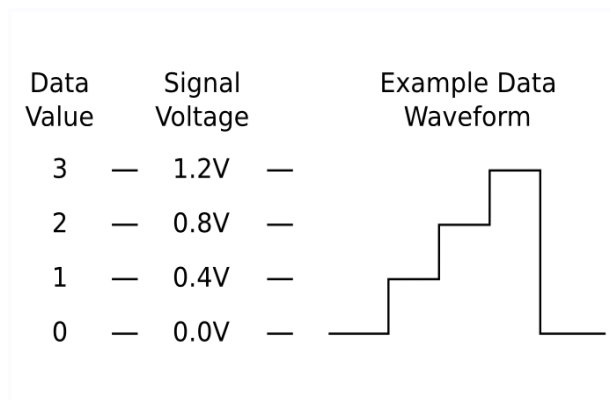 Data Value Signal Voltage Example Data Waveform
3 — 1.2V —
2 — 0.8V —
1 — 0.4V —
0 — 0.0V —